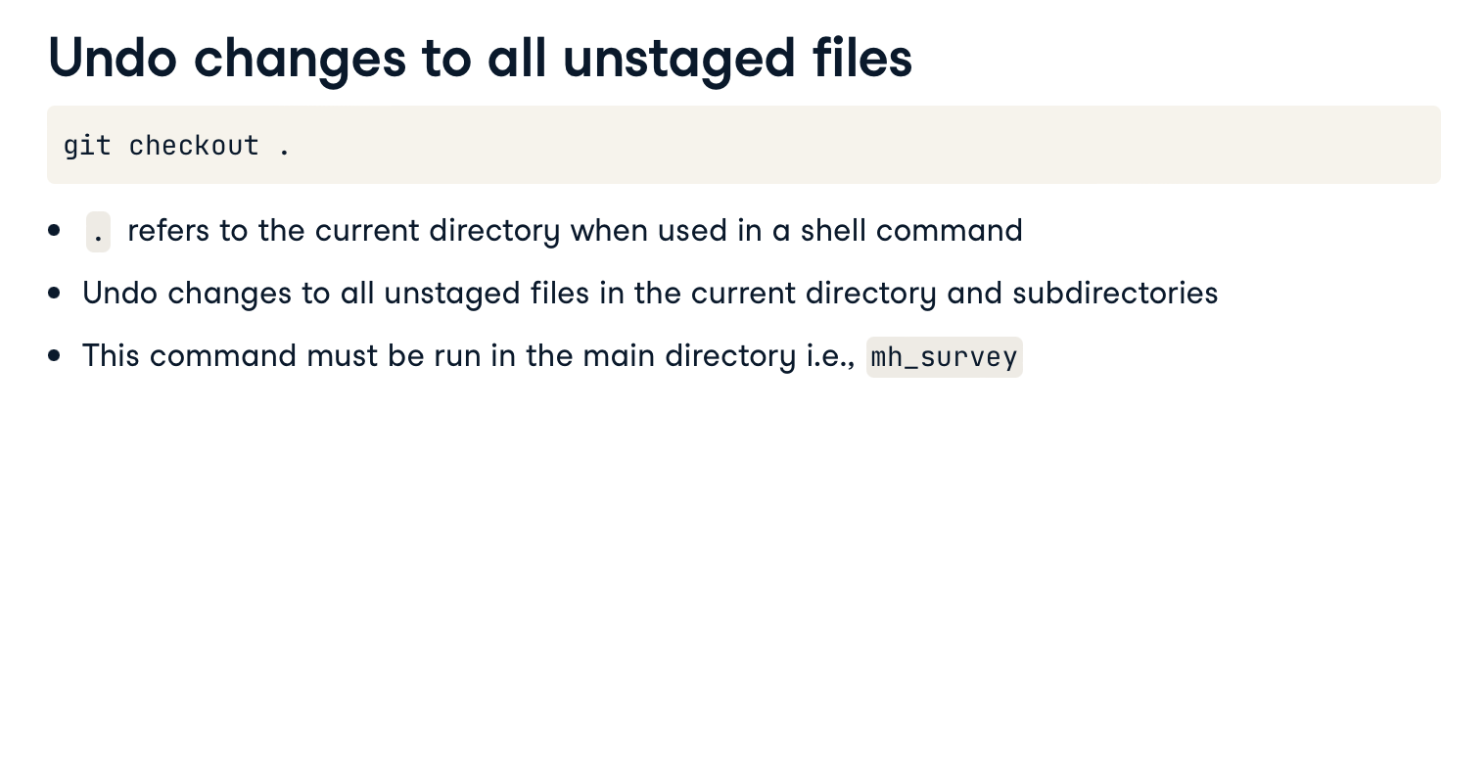 Undo changes to all unstaged files
git checkout .
• . refers to the current directory when used in a shell command
• Undo changes to all unstaged files in the current directory and subdirectories
• This command must be run in the main directory i.e., mh_survey